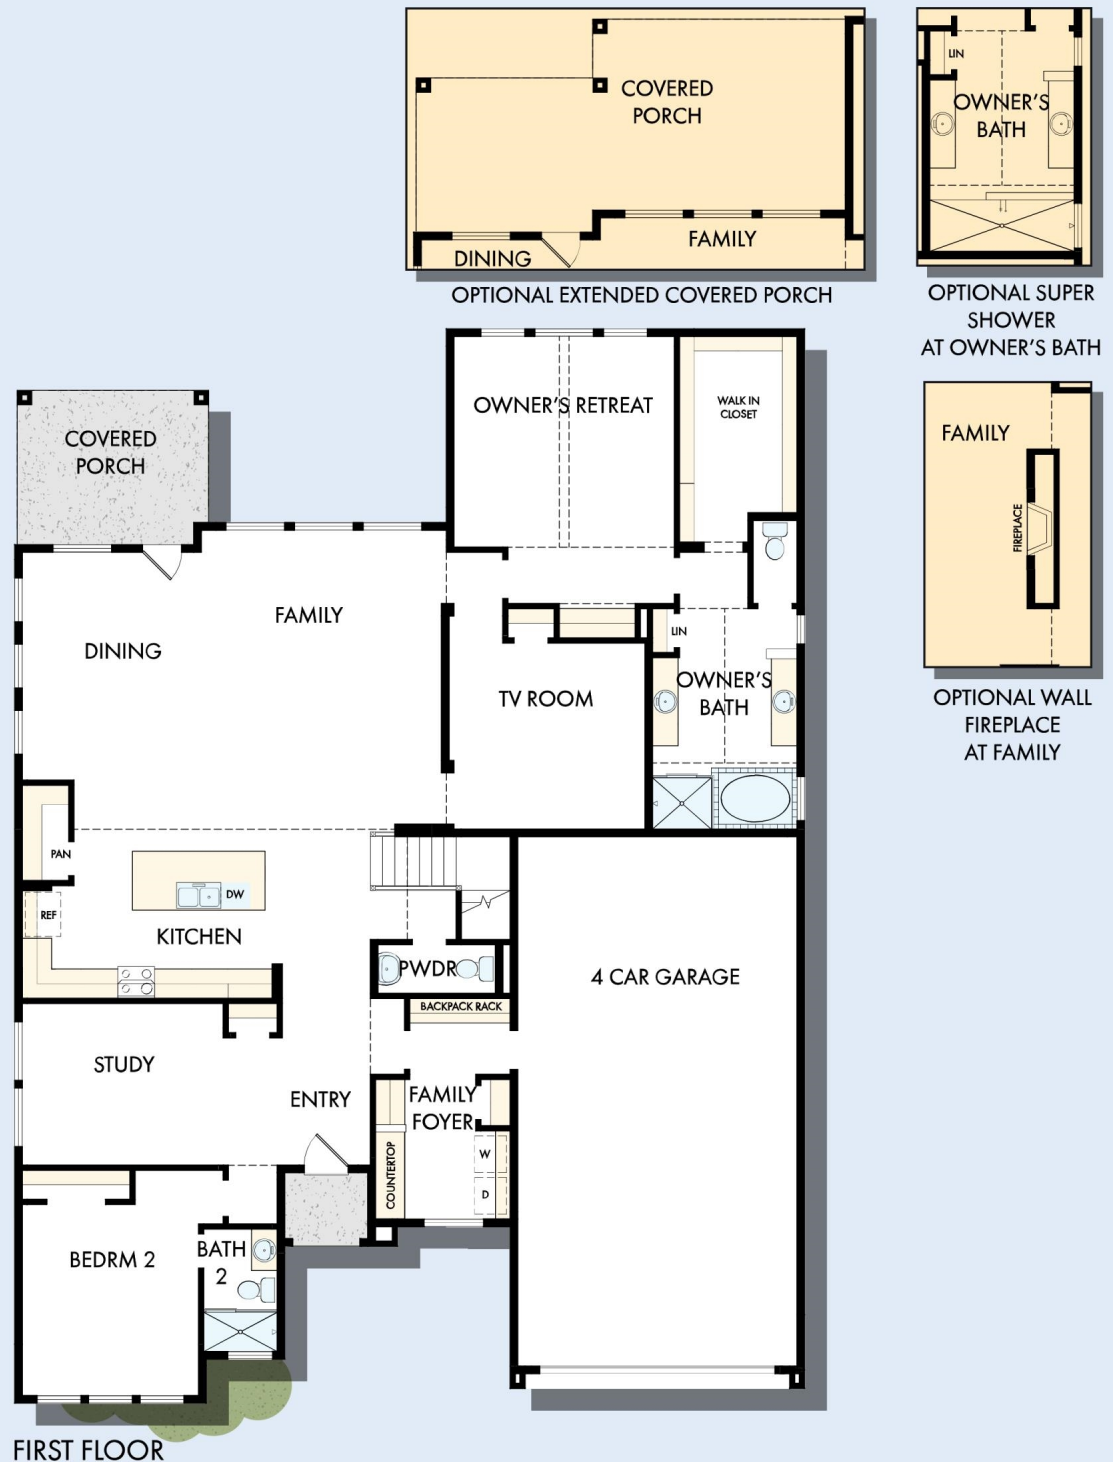 COVERED
PORCH
DINING
FAMILY
OPTIONAL EXTENDED COVERED PORCH
LIN
OWNER'S
BATH
OPTIONAL SUPER
SHOWER
AT OWNER'S BATH
FAMILY
FIREPLACE
OPTIONAL WALL
FIREPLACE
AT FAMILY
COVERED
PORCH
OWNER'S RETREAT
WALK IN
CLOSET
FAMILY
DINING
LIN
TV ROOM
OWNER'S
BATH
PAN
DW
REF
KITCHEN
PWDR
4 CAR GARAGE
BACKPACK RACK
STUDY
ENTRY
FAMILY
FOYER
COUNTERTOP
W
D
BEDRM 2
BATH
2
FIRST FLOOR